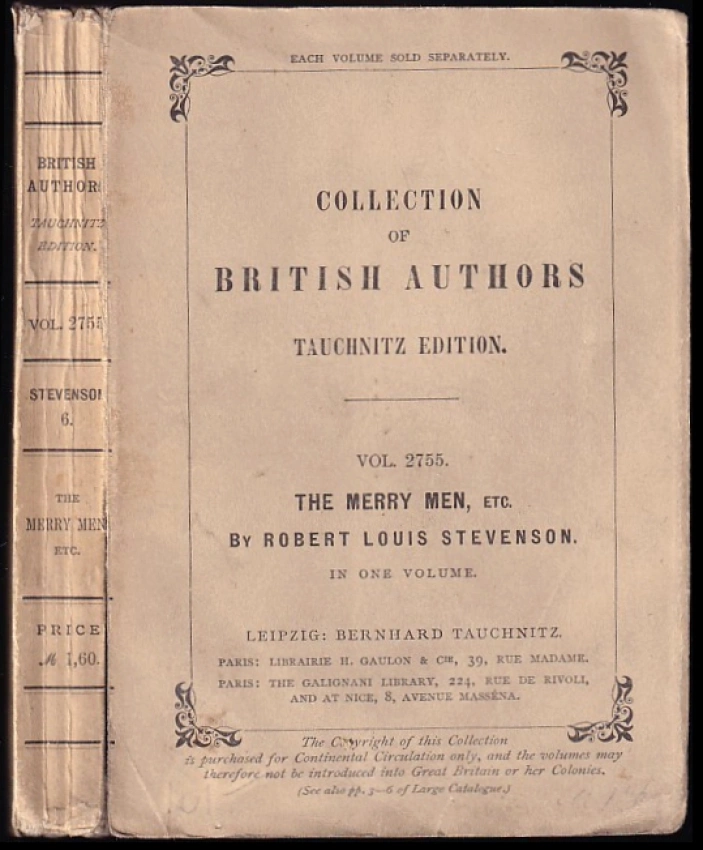 BRITISH
AUTHORS
TAUCHNITZ
EDITION.
VOL. 2755
STEVENSON
6.
THE
MERRY MEN
ETC.
PRICE
ℳ 1,60.
EACH VOLUME SOLD SEPARATELY.
COLLECTION
OF
BRITISH AUTHORS
TAUCHNITZ EDITION.
VOL. 2755.
THE MERRY MEN, ETC.
BY ROBERT LOUIS STEVENSON.
IN ONE VOLUME.
LEIPZIG: BERNHARD TAUCHNITZ.
PARIS: LIBRAIRIE H. GAULON & CIE, 39, RUE MADAME.
PARIS: THE GALIGNANI LIBRARY, 224, RUE DE RIVOLI,
AND AT NICE, 8, AVENUE MASSÉNA.
The Copyright of this Collection
is purchased for Continental Circulation only, and the volumes may
therefore not be introduced into Great Britain or her Colonies.
(See also pp. 3—6 of Large Catalogue.)